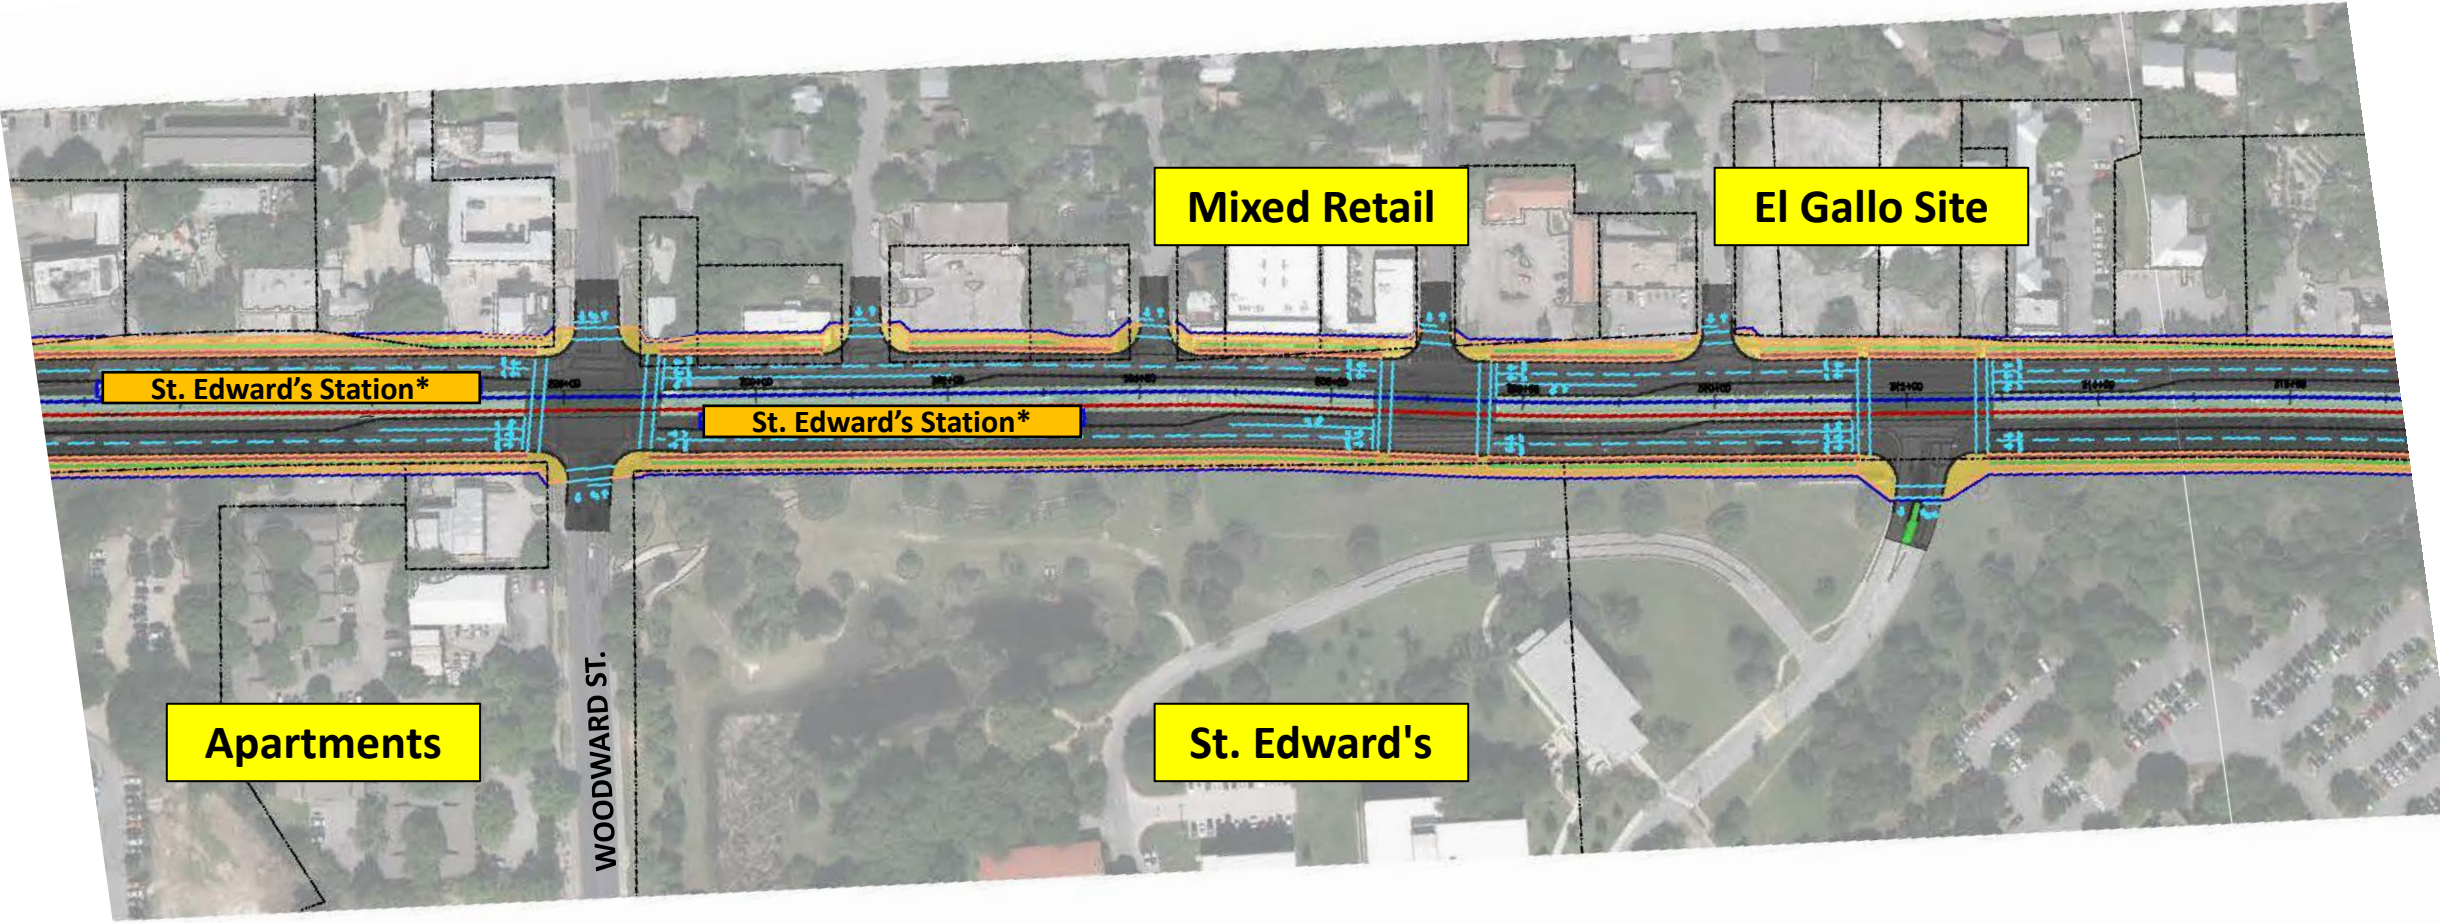 Mixed Retail
El Gallo Site
St. Edward's Station*
St. Edward's Station*
Apartments
St. Edward's
WOODWARD ST.